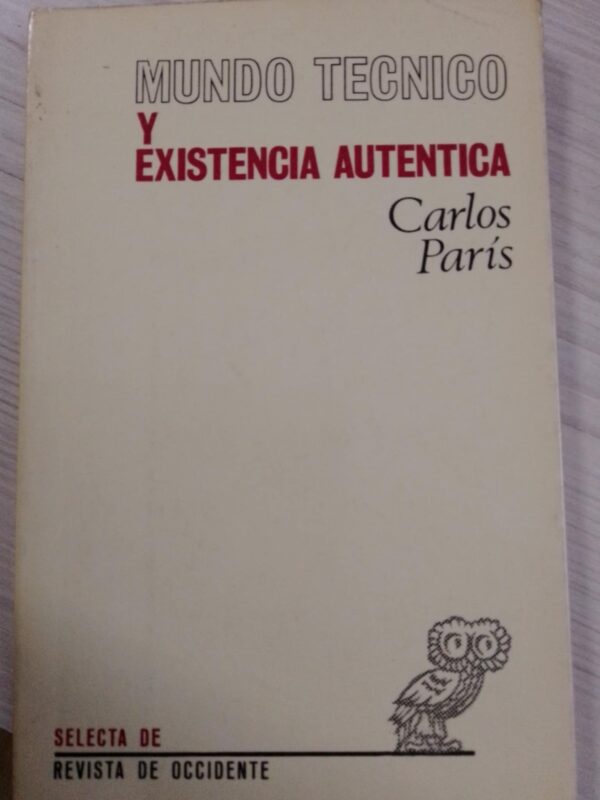 MUNDO TECNICO
Y
EXISTENCIA AUTENTICA
Carlos
París
SELECTA DE
REVISTA DE OCCIDENTE